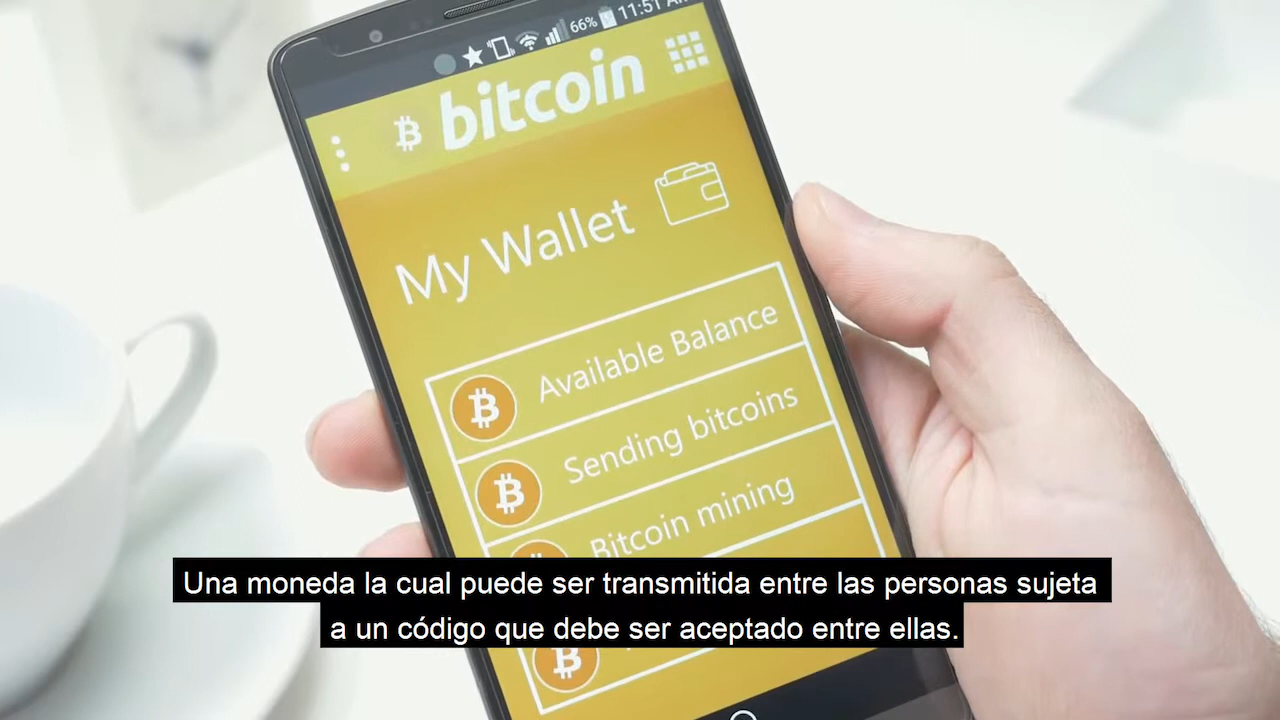 66% 11:51 AM
bitcoin
My Wallet
Available Balance
Sending bitcoins
Bitcoin mining
Una moneda la cual puede ser transmitida entre las personas sujeta
a un código que debe ser aceptado entre ellas.